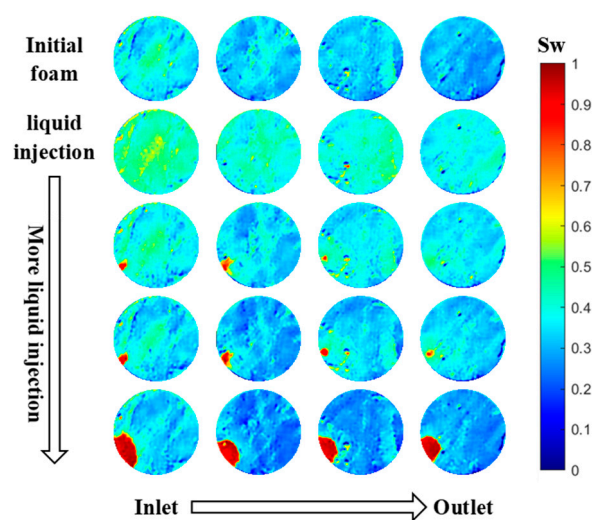 Initial
foam
liquid
injection
More liquid injection
Inlet
Outlet
Sw
1
0.9
0.8
0.7
0.6
0.5
0.4
0.3
0.2
0.1
0